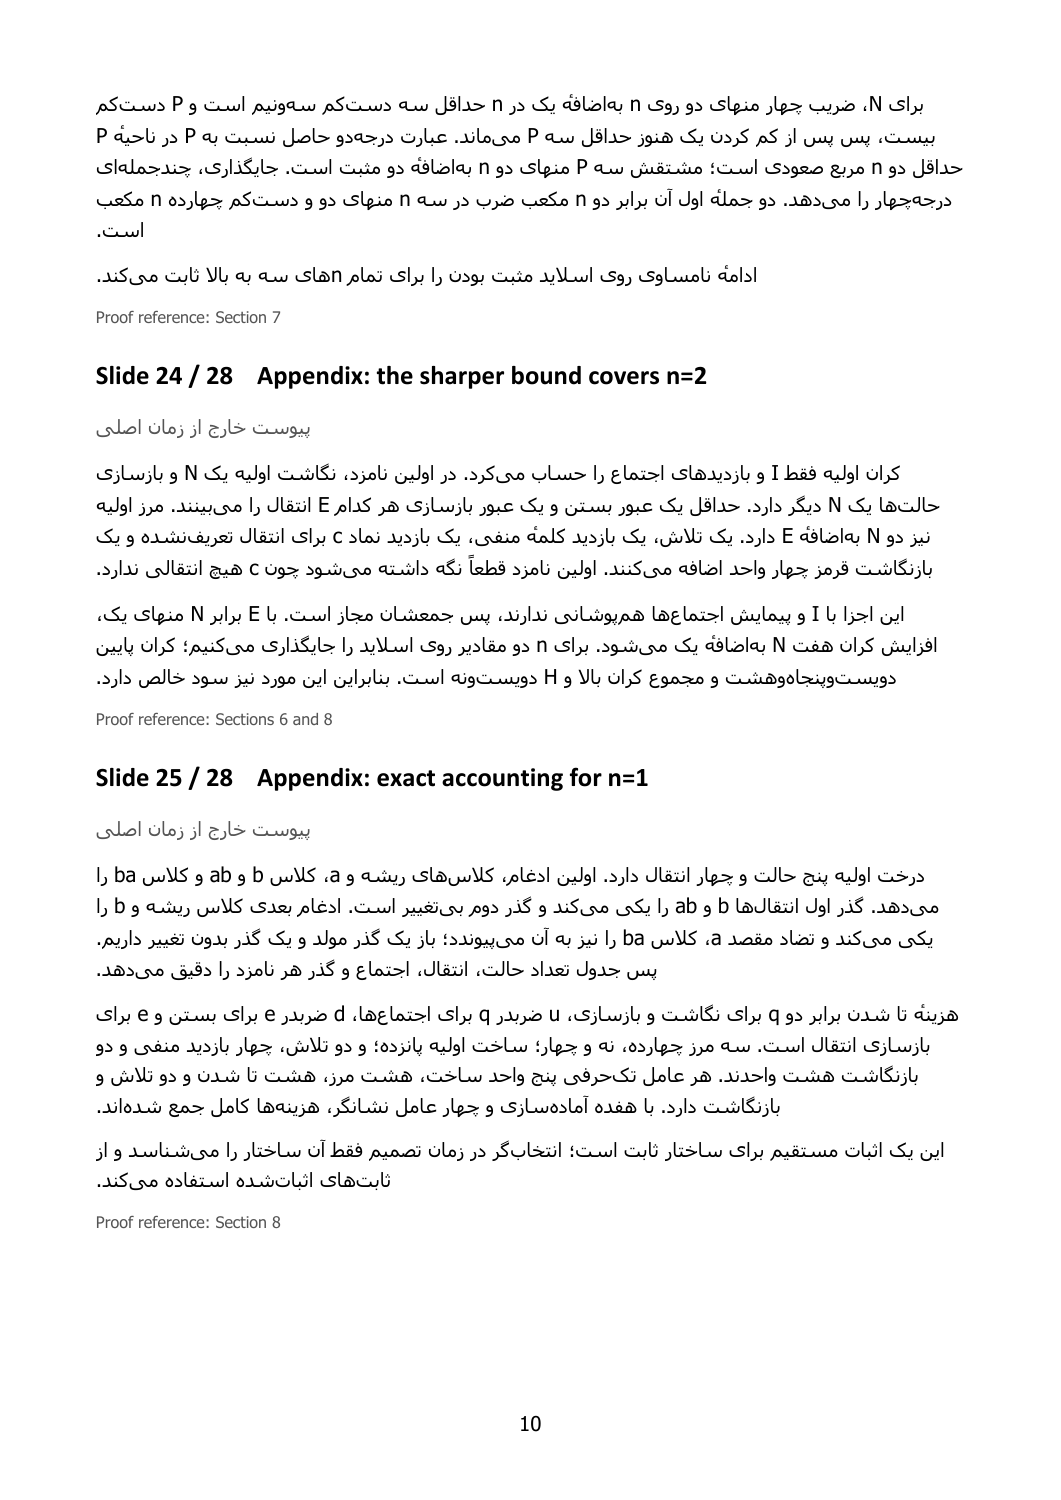 برای N، ضریب چهار منهای دو روی n به‌اضافهٔ یک در n حداقل سه دست‌کم سه‌ونیم است و P دست‌کم
بیست، پس پس از کم کردن یک هنوز حداقل سه P می‌ماند. عبارت درجه‌دو حاصل نسبت به P در ناحیهٔ P
حداقل دو n مربع صعودی است؛ مشتقش سه P منهای دو n به‌اضافهٔ دو مثبت است. جایگذاری، چندجمله‌ای
درجه‌چهار را می‌دهد. دو جملهٔ اول آن برابر دو n مکعب ضرب در سه n منهای دو و دست‌کم چهارده n مکعب
است.
ادامهٔ نامساوی روی اسلاید مثبت بودن را برای تمام nهای سه به بالا ثابت می‌کند.
Proof reference: Section 7
Slide 24 / 28 Appendix: the sharper bound covers n=2
پیوست خارج از زمان اصلی
کران اولیه فقط I و بازدیدهای اجتماع را حساب می‌کرد. در اولین نامزد، نگاشت اولیه یک N و بازسازی
حالت‌ها یک N دیگر دارد. حداقل یک عبور بستن و یک عبور بازسازی هر کدام E انتقال را می‌بینند. مرز اولیه
نیز دو N به‌اضافهٔ E دارد. یک تلاش، یک بازدید کلمهٔ منفی، یک بازدید نماد c برای انتقال تعریف‌نشده و یک
بازنگاشت قرمز چهار واحد اضافه می‌کنند. اولین نامزد قطعاً نگه داشته می‌شود چون c هیچ انتقالی ندارد.
این اجزا با I و پیمایش اجتماع‌ها هم‌پوشانی ندارند، پس جمعشان مجاز است. با E برابر N منهای یک،
افزایش کران هفت N به‌اضافهٔ یک می‌شود. برای n دو مقادیر روی اسلاید را جایگذاری می‌کنیم؛ کران پایین
دویست‌وپنجاه‌وهشت و مجموع کران بالا و H دویست‌ونه است. بنابراین این مورد نیز سود خالص دارد.
Proof reference: Sections 6 and 8
Slide 25 / 28 Appendix: exact accounting for n=1
پیوست خارج از زمان اصلی
درخت اولیه پنج حالت و چهار انتقال دارد. اولین ادغام، کلاس‌های ریشه و a، کلاس b و ab و کلاس ba را
می‌دهد. گذر اول انتقال‌ها b و ab را یکی می‌کند و گذر دوم بی‌تغییر است. ادغام بعدی کلاس ریشه و b را
یکی می‌کند و تضاد مقصد a، کلاس ba را نیز به آن می‌پیوندد؛ باز یک گذر مولد و یک گذر بدون تغییر داریم.
پس جدول تعداد حالت، انتقال، اجتماع و گذر هر نامزد را دقیق می‌دهد.
هزینهٔ تا شدن برابر دو q برای نگاشت و بازسازی، u ضربدر q برای اجتماع‌ها، d ضربدر e برای بستن و e برای
بازسازی انتقال است. سه مرز چهارده، نه و چهار؛ ساخت اولیه پانزده؛ و دو تلاش، چهار بازدید منفی و دو
بازنگاشت هشت واحدند. هر عامل تک‌حرفی پنج واحد ساخت، هشت مرز، هشت تا شدن و دو تلاش و
بازنگاشت دارد. با هفده آماده‌سازی و چهار عامل نشانگر، هزینه‌ها کامل جمع شده‌اند.
این یک اثبات مستقیم برای ساختار ثابت است؛ انتخاب‌گر در زمان تصمیم فقط آن ساختار را می‌شناسد و از
ثابت‌های اثبات‌شده استفاده می‌کند.
Proof reference: Section 8
10